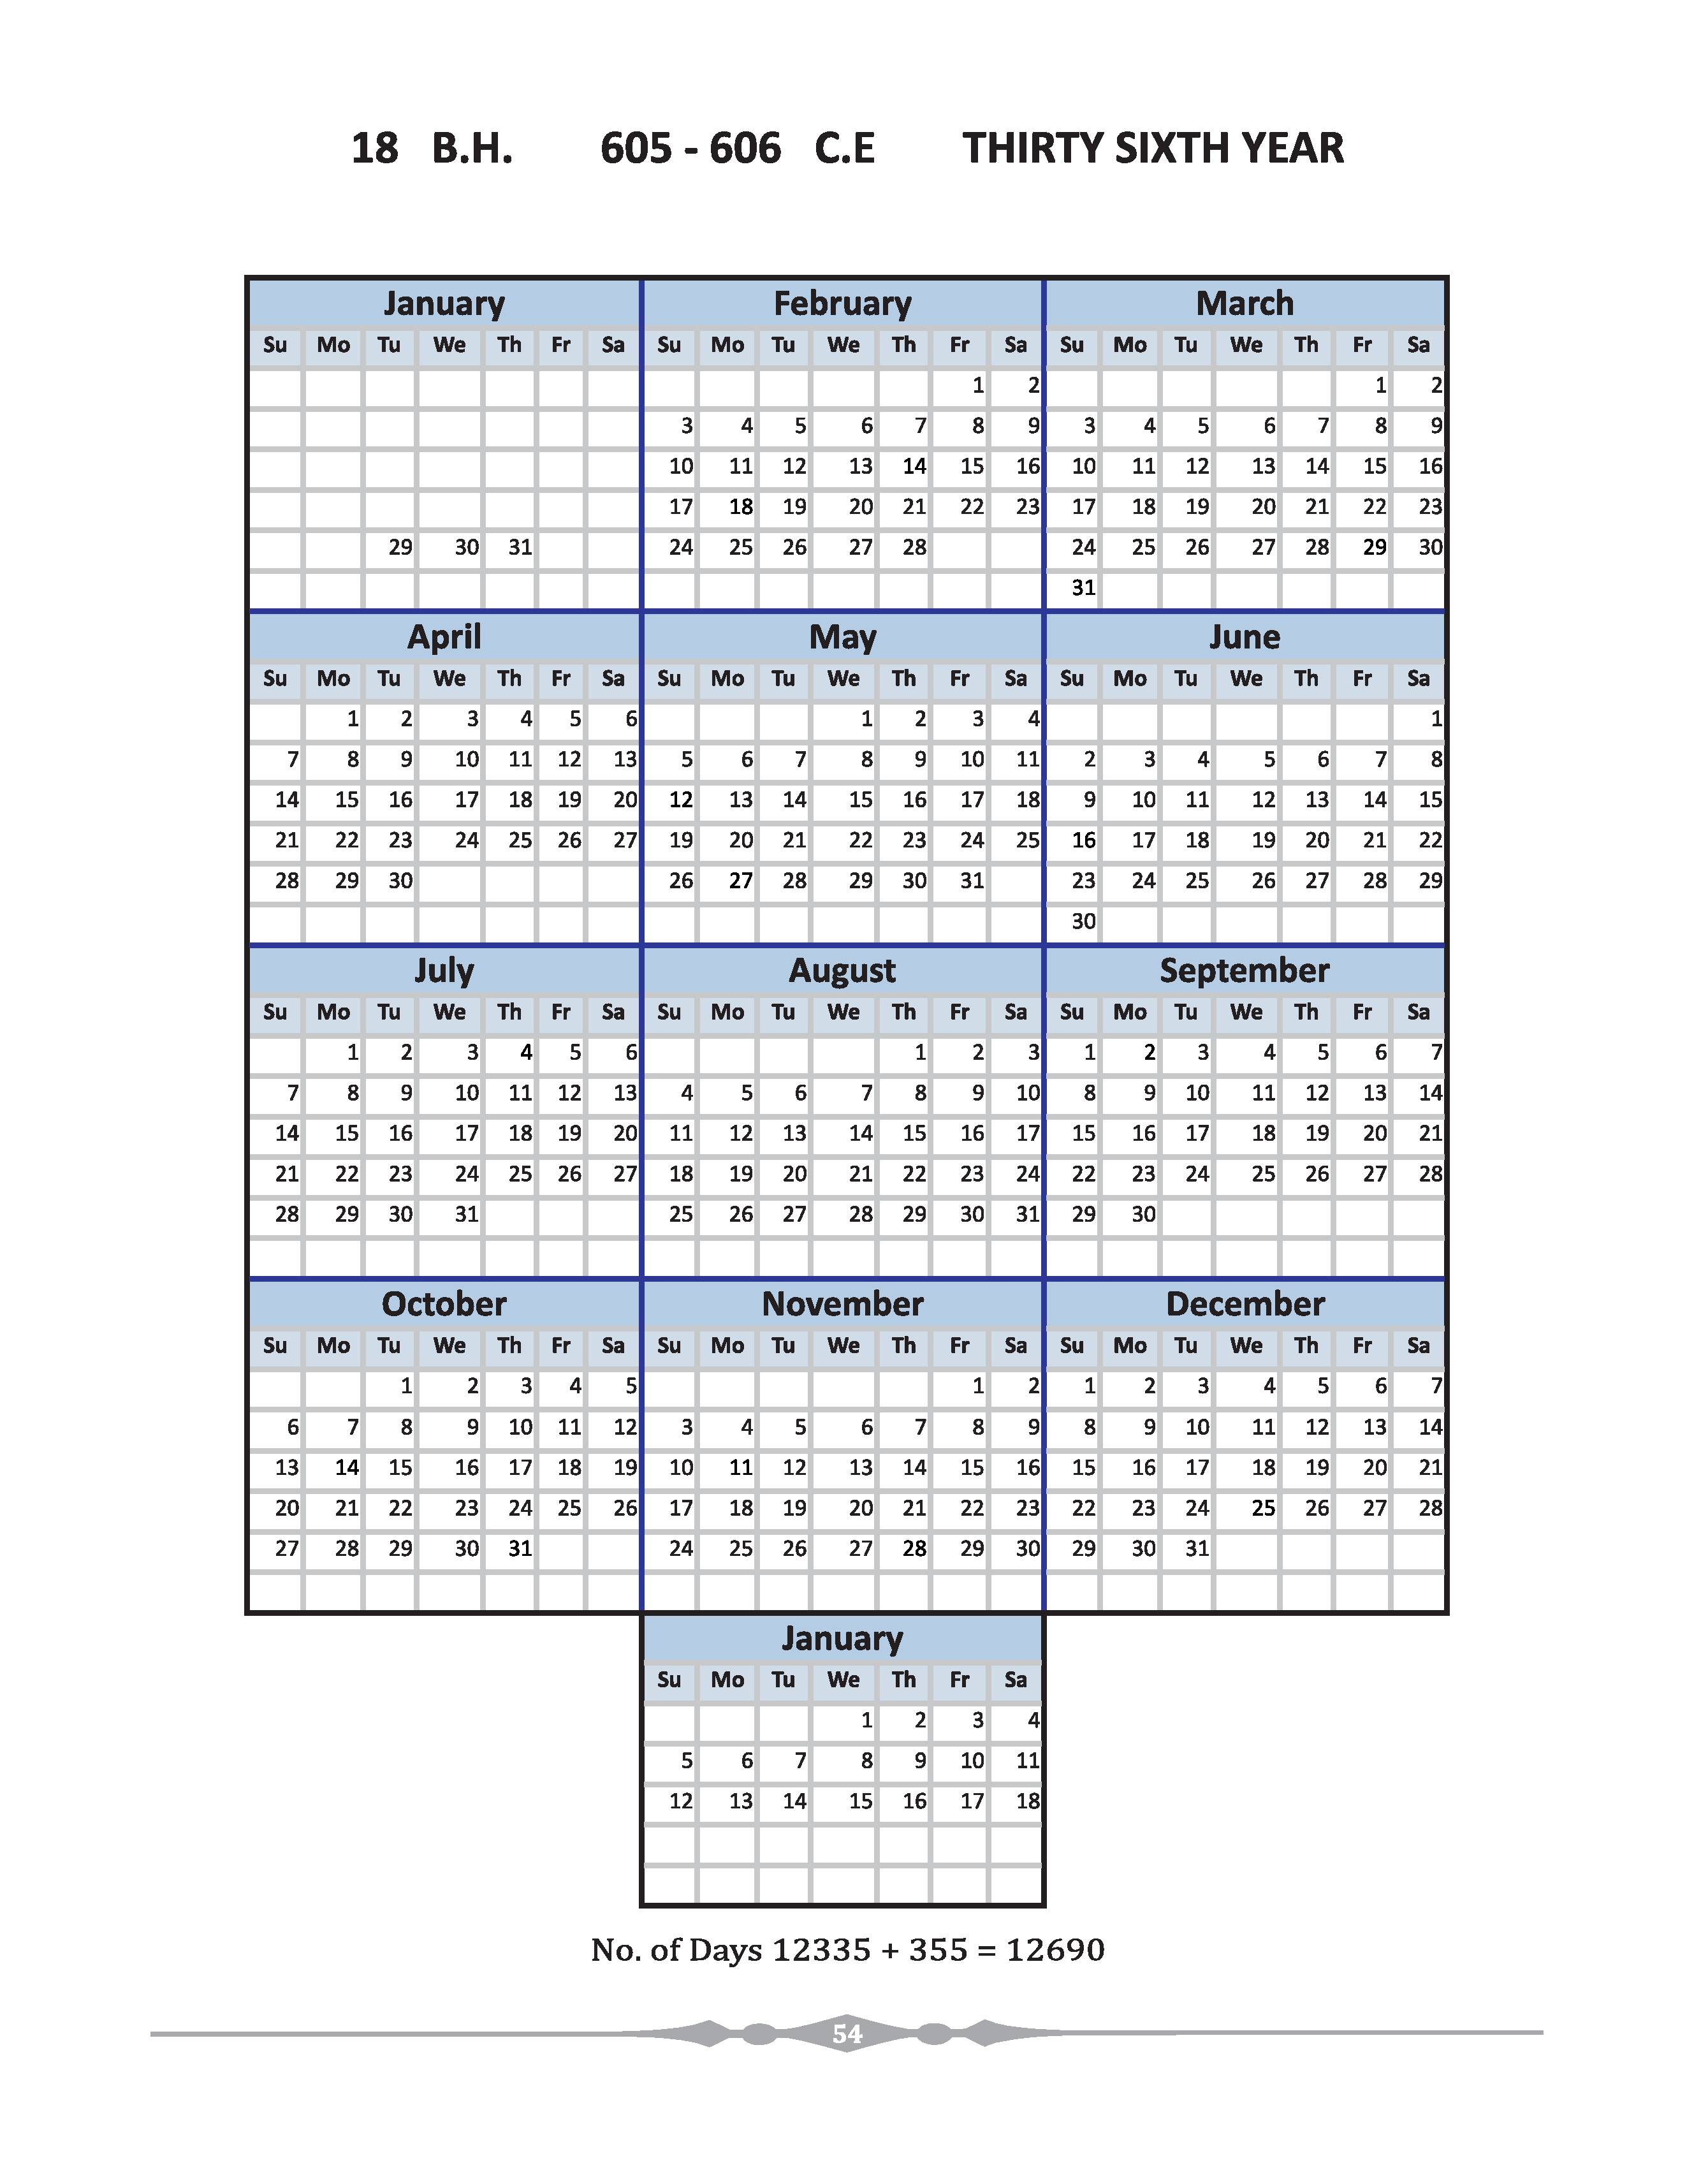 18 B.H. 605 - 606 C.E THIRTY SIXTH YEAR
January February March
Su Mo Tu We Th Fr Sa Su Mo Tu We Th Fr Sa Su Mo Tu We Th Fr Sa
1 2 1 2
3 4 5 6 7 8 9 3 4 5 6 7 8 9
10 11 12 13 14 15 16 10 11 12 13 14 15 16
17 18 19 20 21 22 23 17 18 19 20 21 22 23
29 30 31 24 25 26 27 28 24 25 26 27 28 29 30
31
April May June
Su Mo Tu We Th Fr Sa Su Mo Tu We Th Fr Sa Su Mo Tu We Th Fr Sa
1 2 3 4 5 6 1 2 3 4 1
7 8 9 10 11 12 13 5 6 7 8 9 10 11 2 3 4 5 6 7 8
14 15 16 17 18 19 20 12 13 14 15 16 17 18 9 10 11 12 13 14 15
21 22 23 24 25 26 27 19 20 21 22 23 24 25 16 17 18 19 20 21 22
28 29 30 26 27 28 29 30 31 23 24 25 26 27 28 29
30
July August September
Su Mo Tu We Th Fr Sa Su Mo Tu We Th Fr Sa Su Mo Tu We Th Fr Sa
1 2 3 4 5 6 1 2 3 1 2 3 4 5 6 7
7 8 9 10 11 12 13 4 5 6 7 8 9 10 8 9 10 11 12 13 14
14 15 16 17 18 19 20 11 12 13 14 15 16 17 15 16 17 18 19 20 21
21 22 23 24 25 26 27 18 19 20 21 22 23 24 22 23 24 25 26 27 28
28 29 30 31 25 26 27 28 29 30 31 29 30
October November December
Su Mo Tu We Th Fr Sa Su Mo Tu We Th Fr Sa Su Mo Tu We Th Fr Sa
1 2 3 4 5 1 2 1 2 3 4 5 6 7
6 7 8 9 10 11 12 3 4 5 6 7 8 9 8 9 10 11 12 13 14
13 14 15 16 17 18 19 10 11 12 13 14 15 16 15 16 17 18 19 20 21
20 21 22 23 24 25 26 17 18 19 20 21 22 23 22 23 24 25 26 27 28
27 28 29 30 31 24 25 26 27 28 29 30 29 30 31
January
Su Mo Tu We Th Fr Sa
1 2 3 4
5 6 7 8 9 10 11
12 13 14 15 16 17 18
No. of Days 12335 + 355 = 12690
54